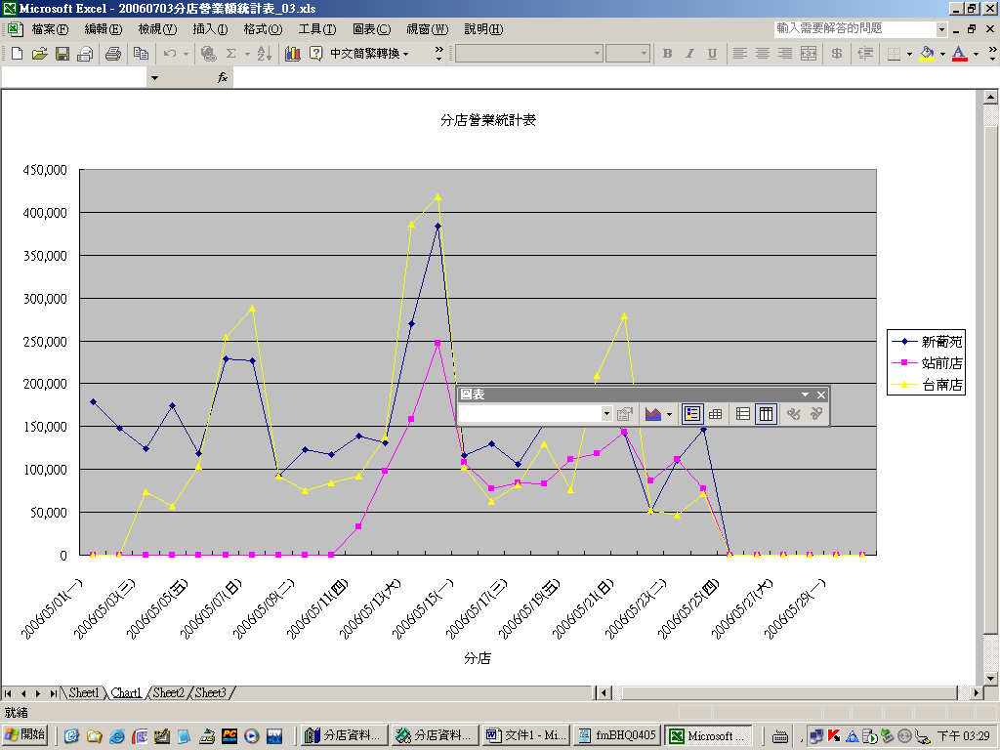 Microsoft Excel - 20060703分店營業額統計表_03.xls
檔案(F) 編輯(E) 檢視(V) 插入(I) 格式(O) 工具(T) 圖表(C) 視窗(W) 說明(H) 輸入需要解答的問題
中文簡繁轉換 B I U $ A
fx
分店營業統計表
450,000
400,000
350,000
300,000
250,000
200,000
150,000
100,000
50,000
0
新葡苑
站前店
台南店
圖表
2006/05/01(一) 2006/05/03(三) 2006/05/05(五) 2006/05/07(日) 2006/05/09(二) 2006/05/11(四) 2006/05/13(六) 2006/05/15(一) 2006/05/17(三) 2006/05/19(五) 2006/05/21(日) 2006/05/23(二) 2006/05/25(四) 2006/05/27(六) 2006/05/29(一)
分店
Sheet1 Chart1 Sheet2 Sheet3
就緒
開始 分店資料... 分店資料... 文件1 - Mi... fmBHQ0405 Microsoft ... 下午 03:29